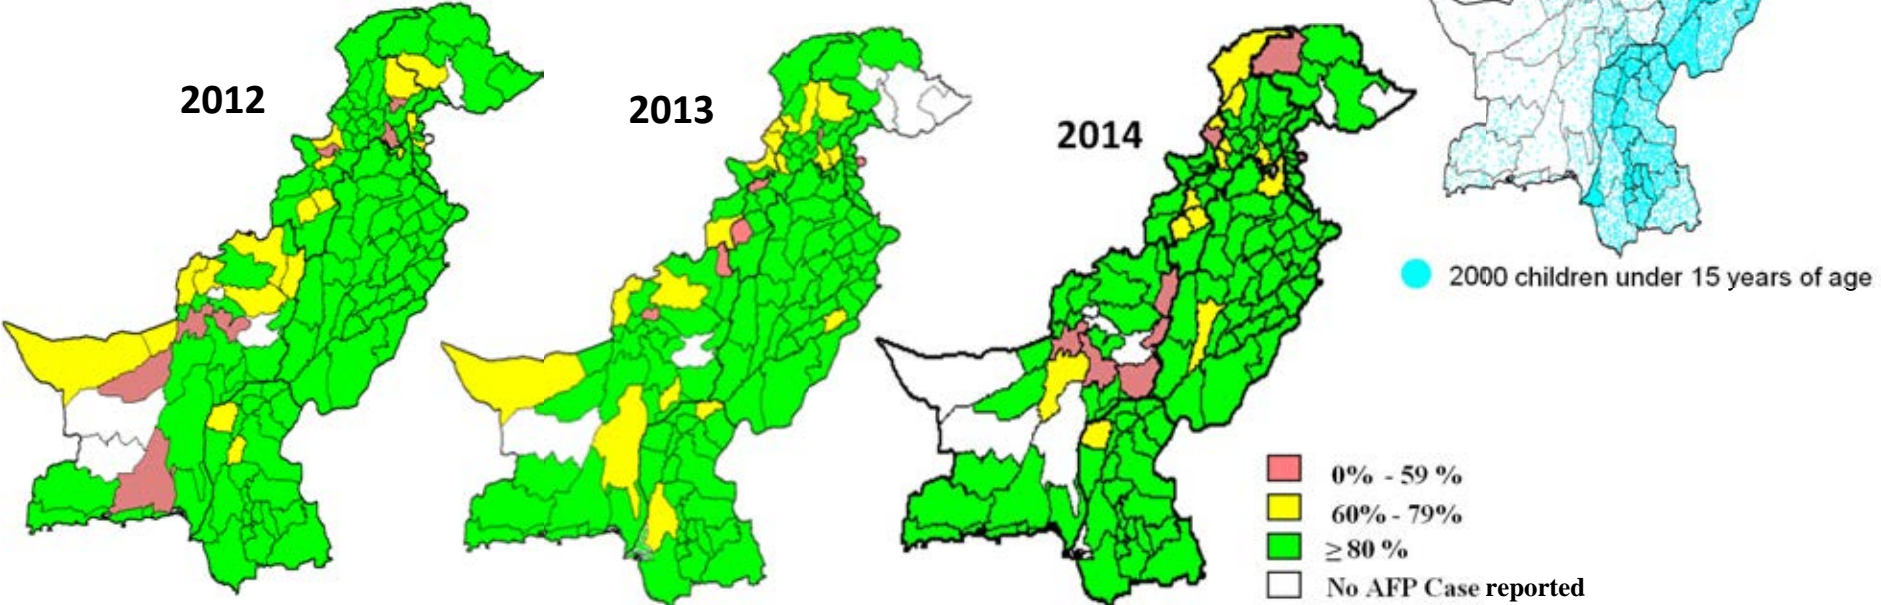 2012
2013
2014
2000 children under 15 years of age
0% - 59 %
60% - 79%
≥ 80 %
No AFP Case reported